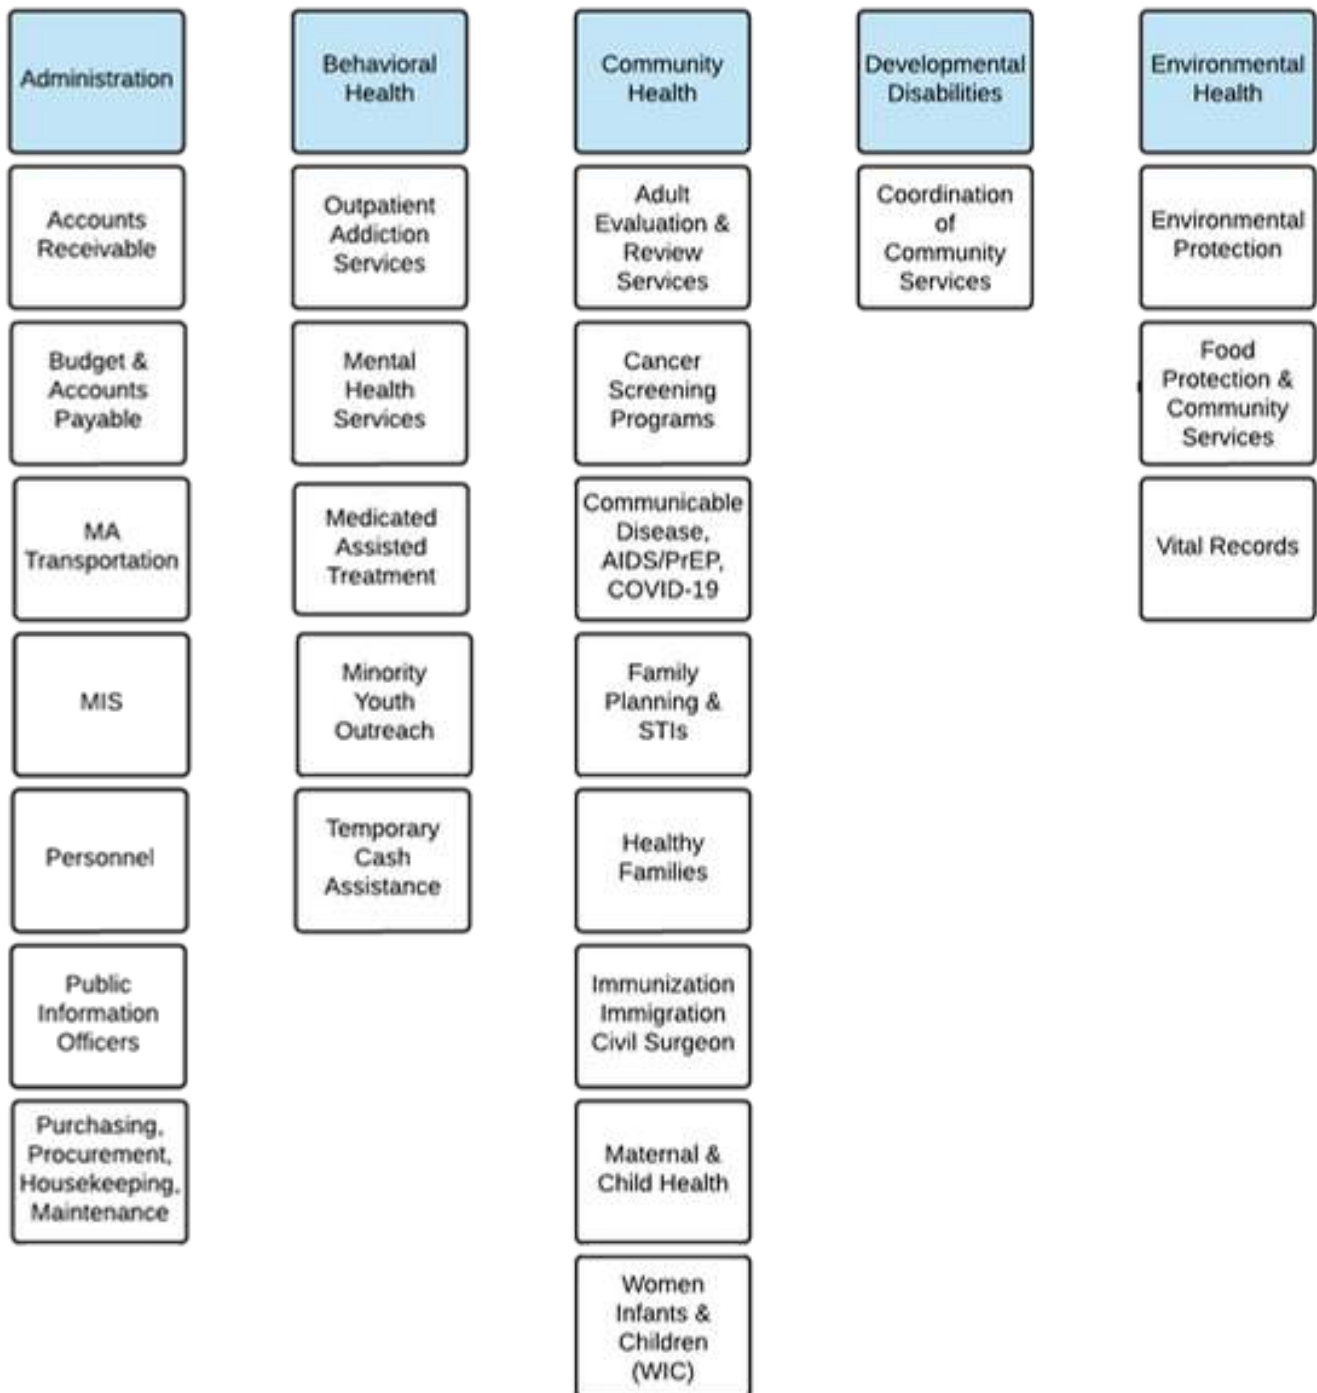 Administration
Accounts
Receivable
Budget &
Accounts
Payable
MA
Transportation
MIS
Personnel
Public
Information
Officers
Purchasing,
Procurement,
Housekeeping,
Maintenance
Behavioral
Health
Outpatient
Addiction
Services
Mental
Health
Services
Medicated
Assisted
Treatment
Minority
Youth
Outreach
Temporary
Cash
Assistance
Community
Health
Adult
Evaluation &
Review
Services
Cancer
Screening
Programs
Communicable
Disease,
AIDS/PrEP,
COVID-19
Family
Planning &
STIs
Healthy
Families
Immunization
Immigration
Civil Surgeon
Maternal &
Child Health
Women
Infants &
Children
(WIC)
Developmental
Disabilities
Coordination
of
Community
Services
Environmental
Health
Environmental
Protection
Food
Protection &
Community
Services
Vital Records